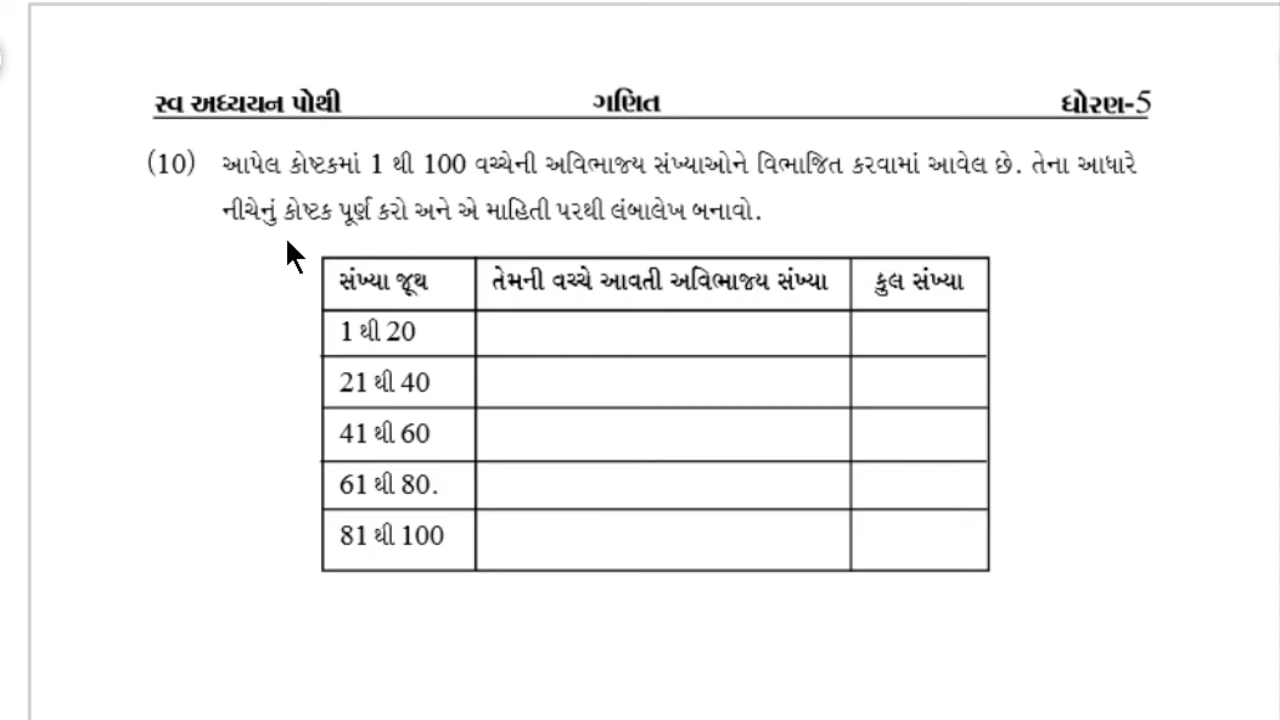 સ્વ અધ્યયન પોથી ગણિત ધોરણ-5
(10) આપેલ કોષ્ટકમાં 1 થી 100 વચ્ચેની અવિભાજ્ય સંખ્યાઓને વિભાજિત કરવામાં આવેલ છે. તેના આધારે
નીચેનું કોષ્ટક પૂર્ણ કરો અને એ માહિતી પરથી લંબાલેખ બનાવો.
સંખ્યા જૂથ તેમની વચ્ચે આવતી અવિભાજ્ય સંખ્યા કુલ સંખ્યા
1 થી 20
21 થી 40
41 થી 60
61 થી 80.
81 થી 100